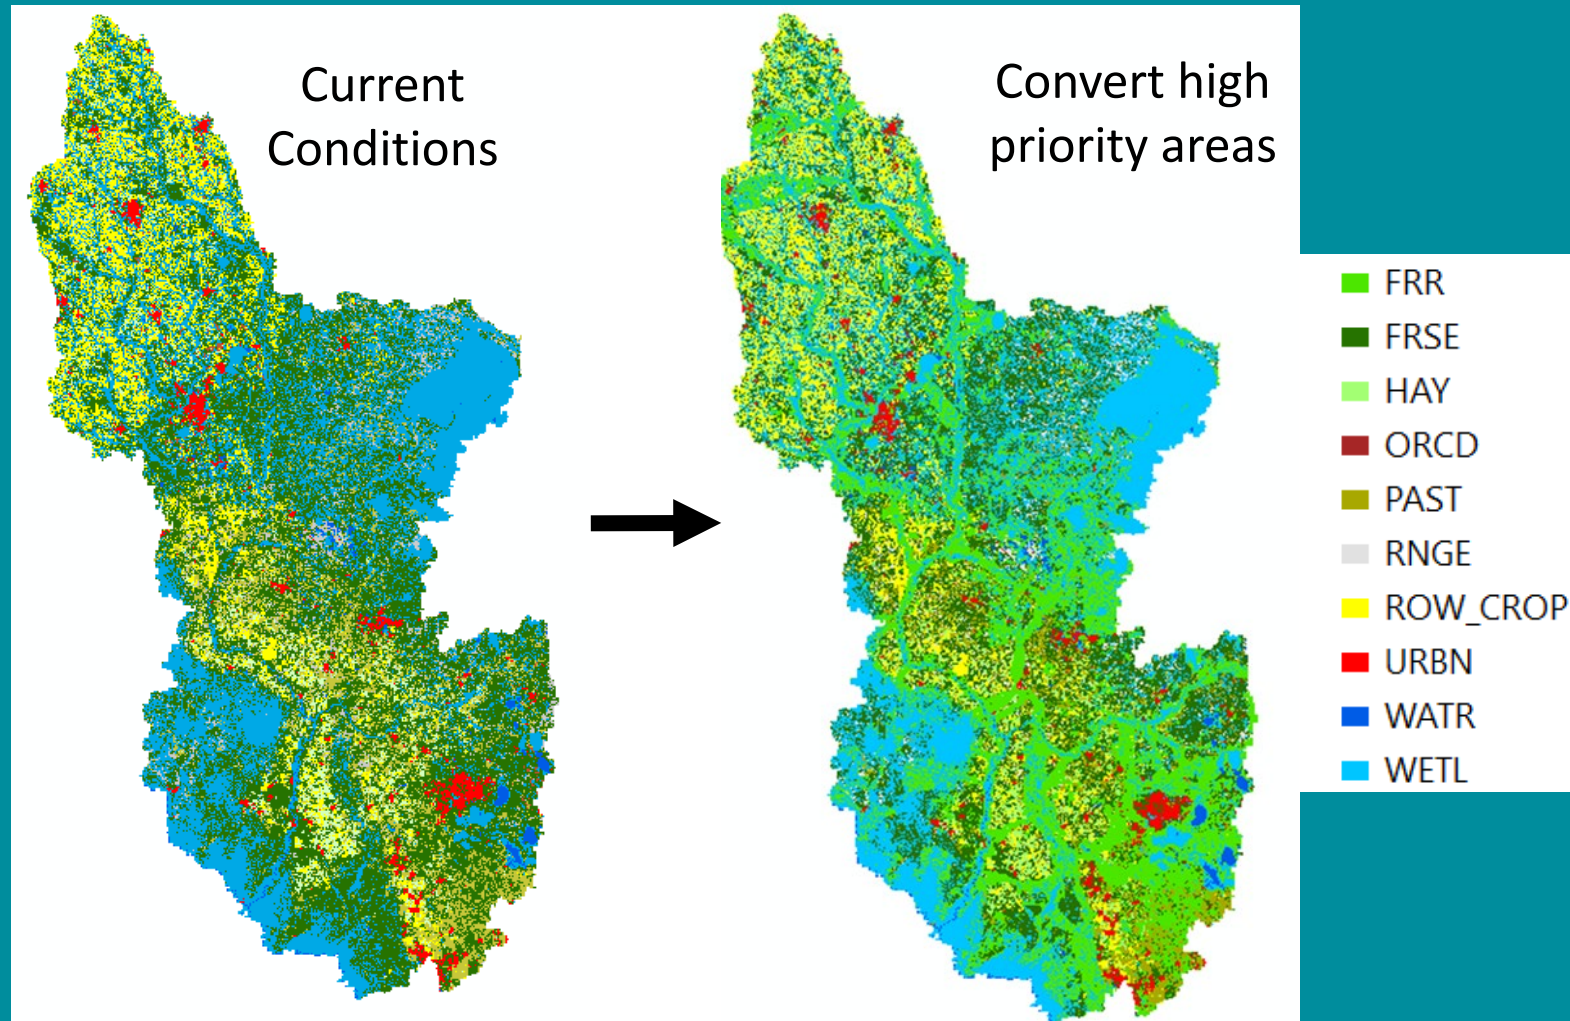 Current
Conditions
Convert high
priority areas
FRR
FRSE
HAY
ORCD
PAST
RNGE
ROW_CROP
URBN
WATR
WETL